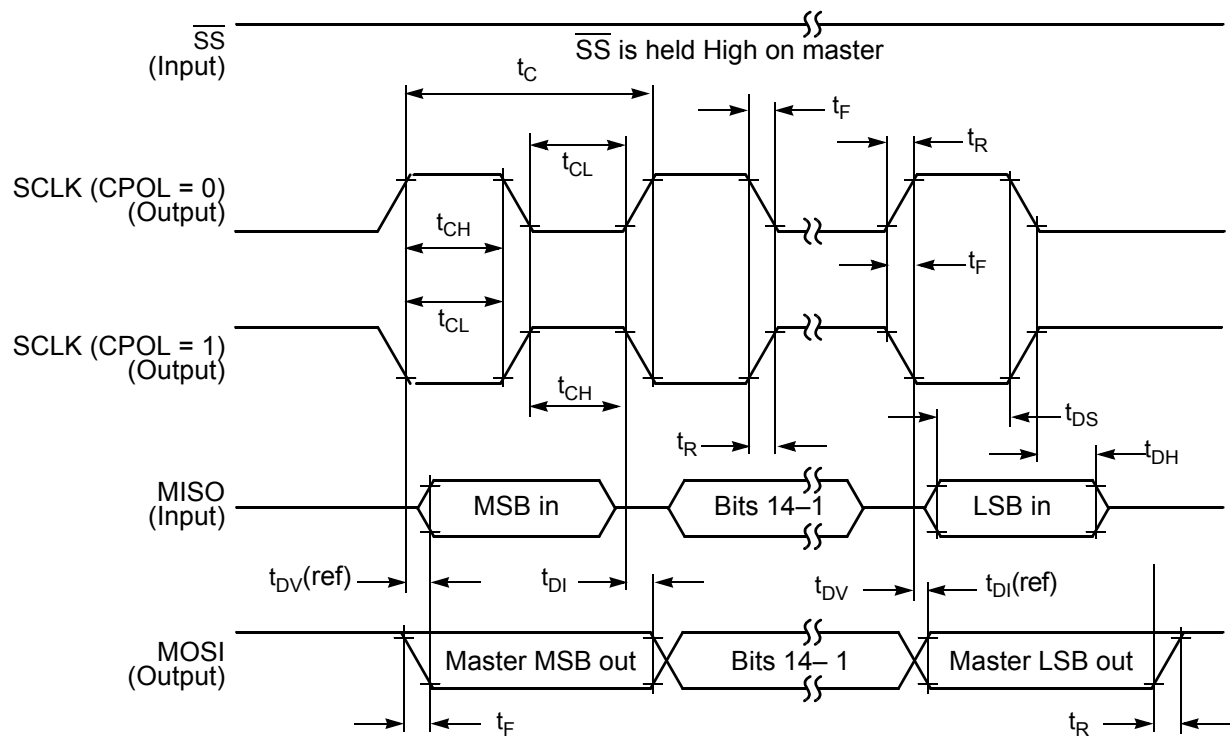 SS
(Input)
SS is held High on master
tC
tF
tR
tCL
SCLK (CPOL = 0)
(Output)
tCH
tF
tCL
SCLK (CPOL = 1)
(Output)
tCH
tDS
tR
tDH
MISO
(Input)
MSB in
Bits 14–1
LSB in
tDV(ref)
tDI
tDV
tDI(ref)
MOSI
(Output)
Master MSB out
Bits 14– 1
Master LSB out
tF
tR